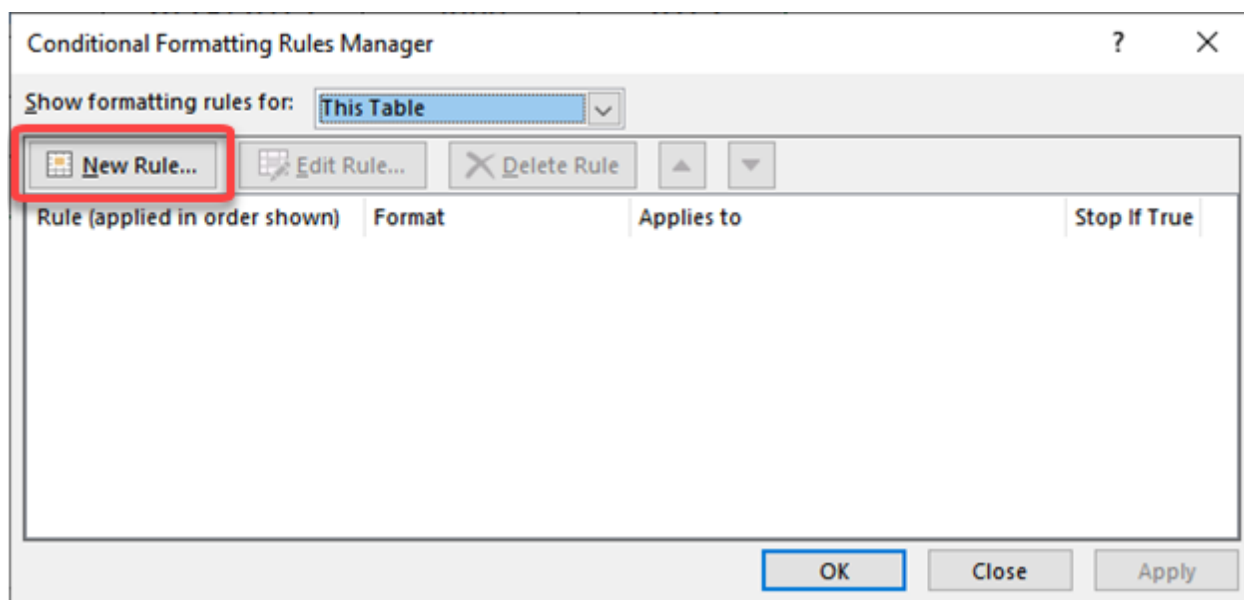 Conditional Formatting Rules Manager ?
Show formatting rules for: This Table
New Rule... Edit Rule... Delete Rule
Rule (applied in order shown) Format Applies to Stop If True
OK Close Apply